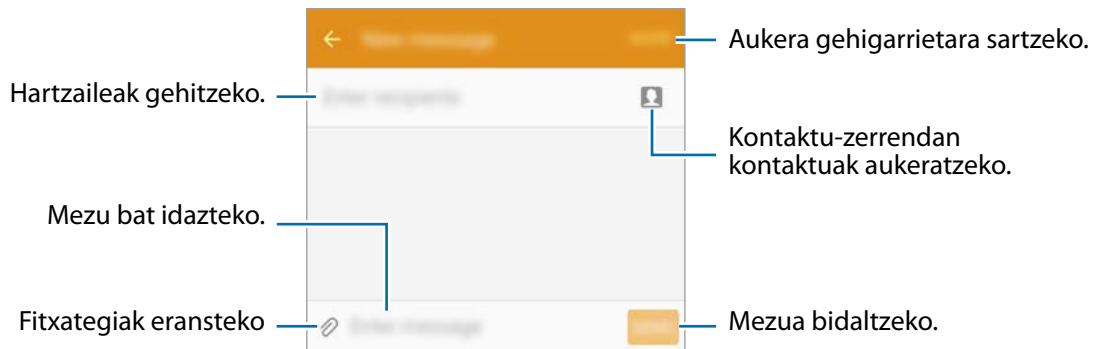 Aukera gehigarrietara sartzeko.
Hartzaileak gehitzeko.
Kontaktu-zerrendan
kontaktuak aukeratzeko.
Mezu bat idazteko.
Fitxategiak eransteko
Mezua bidaltzeko.